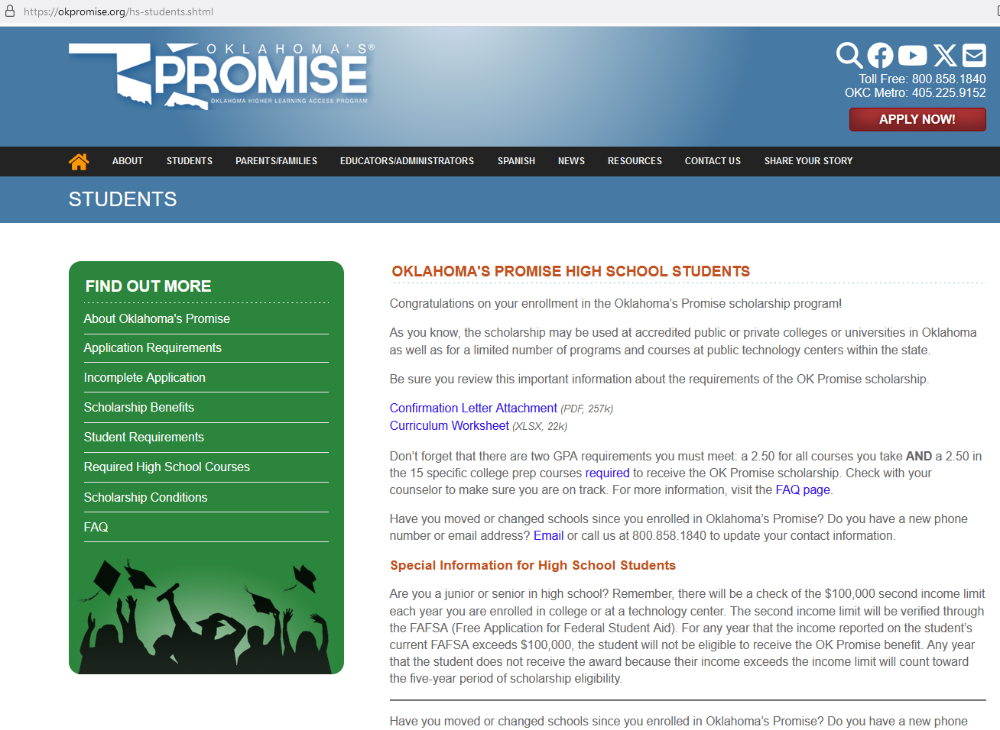 https://okpromise.org/hs-students.shtml
OKLAHOMA'S®
PROMISE
OKLAHOMA HIGHER LEARNING ACCESS PROGRAM
Toll Free: 800.858.1840
OKC Metro: 405.225.9152
APPLY NOW!
ABOUT STUDENTS PARENTS/FAMILIES EDUCATORS/ADMINISTRATORS SPANISH NEWS RESOURCES CONTACT US SHARE YOUR STORY
STUDENTS
FIND OUT MORE
About Oklahoma's Promise
Application Requirements
Incomplete Application
Scholarship Benefits
Student Requirements
Required High School Courses
Scholarship Conditions
FAQ
OKLAHOMA'S PROMISE HIGH SCHOOL STUDENTS
Congratulations on your enrollment in the Oklahoma’s Promise scholarship program!
As you know, the scholarship may be used at accredited public or private colleges or universities in Oklahoma
as well as for a limited number of programs and courses at public technology centers within the state.
Be sure you review this important information about the requirements of the OK Promise scholarship.
Confirmation Letter Attachment (PDF, 257k)
Curriculum Worksheet (XLSX, 22k)
Don’t forget that there are two GPA requirements you must meet: a 2.50 for all courses you take AND a 2.50 in
the 15 specific college prep courses required to receive the OK Promise scholarship. Check with your
counselor to make sure you are on track. For more information, visit the FAQ page.
Have you moved or changed schools since you enrolled in Oklahoma’s Promise? Do you have a new phone
number or email address? Email or call us at 800.858.1840 to update your contact information.
Special Information for High School Students
Are you a junior or senior in high school? Remember, there will be a check of the $100,000 second income limit
each year you are enrolled in college or at a technology center. The second income limit will be verified through
the FAFSA (Free Application for Federal Student Aid). For any year that the income reported on the student’s
current FAFSA exceeds $100,000, the student will not be eligible to receive the OK Promise benefit. Any year
that the student does not receive the award because their income exceeds the income limit will count toward
the five-year period of scholarship eligibility.
Have you moved or changed schools since you enrolled in Oklahoma’s Promise? Do you have a new phone